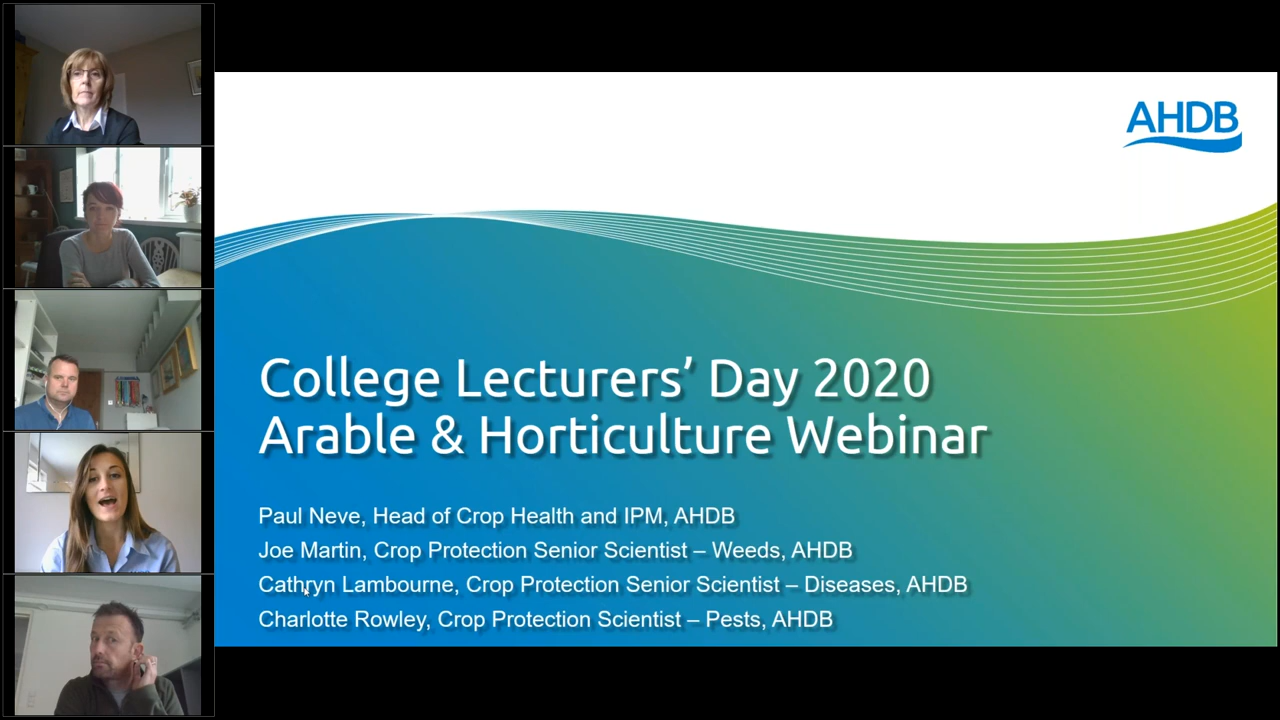 AHDB
College Lecturers’ Day 2020
Arable & Horticulture Webinar
Paul Neve, Head of Crop Health and IPM, AHDB
Joe Martin, Crop Protection Senior Scientist – Weeds, AHDB
Cathryn Lambourne, Crop Protection Senior Scientist – Diseases, AHDB
Charlotte Rowley, Crop Protection Scientist – Pests, AHDB